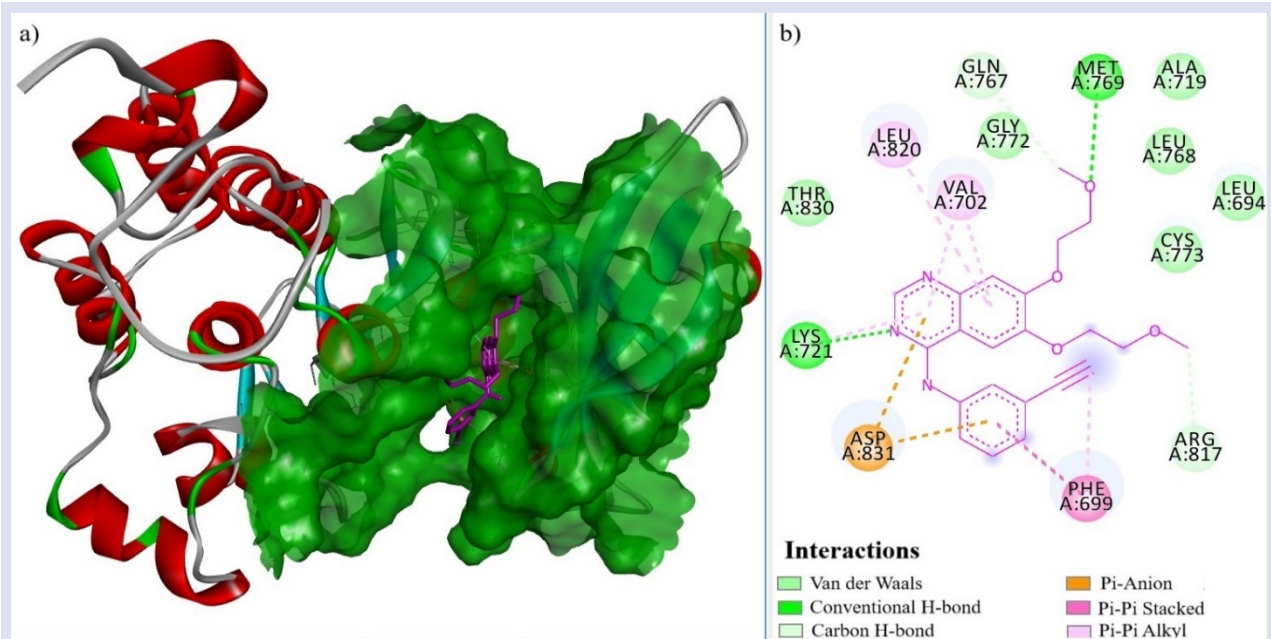 a)
b)
GLN
A:767
MET
A:769
ALA
A:719
GLY
A:772
LEU
A:820
LEU
A:768
THR
A:830
VAL
A:702
LEU
A:694
CYS
A:773
N
O
O
N
O
O
LYS
A:721
N
ASP
A:831
ARG
A:817
PHE
A:699
Interactions
Van der Waals
Conventional H-bond
Carbon H-bond
Pi-Anion
Pi-Pi Stacked
Pi-Pi Alkyl